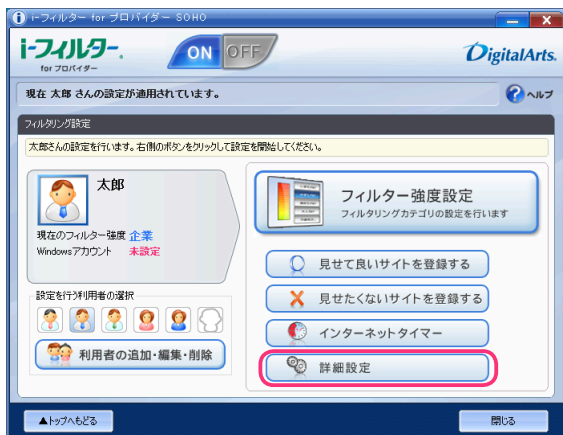 i-フィルター for プロバイダー SOHO
i-フィルター.
for プロバイダー
ON OFF
DigitalArts.
現在 太郎 さんの設定が適用されています。
ヘルプ
フィルタリング設定
太郎さんの設定を行います。右側のボタンをクリックして設定を開始してください。
太郎
現在のフィルター強度 企業
Windowsアカウント 未設定
設定を行う利用者の選択
利用者の追加・編集・削除
フィルター強度設定
フィルタリングカテゴリの設定を行います
見せて良いサイトを登録する
見せたくないサイトを登録する
インターネットタイマー
詳細設定
▲トップへもどる
閉じる